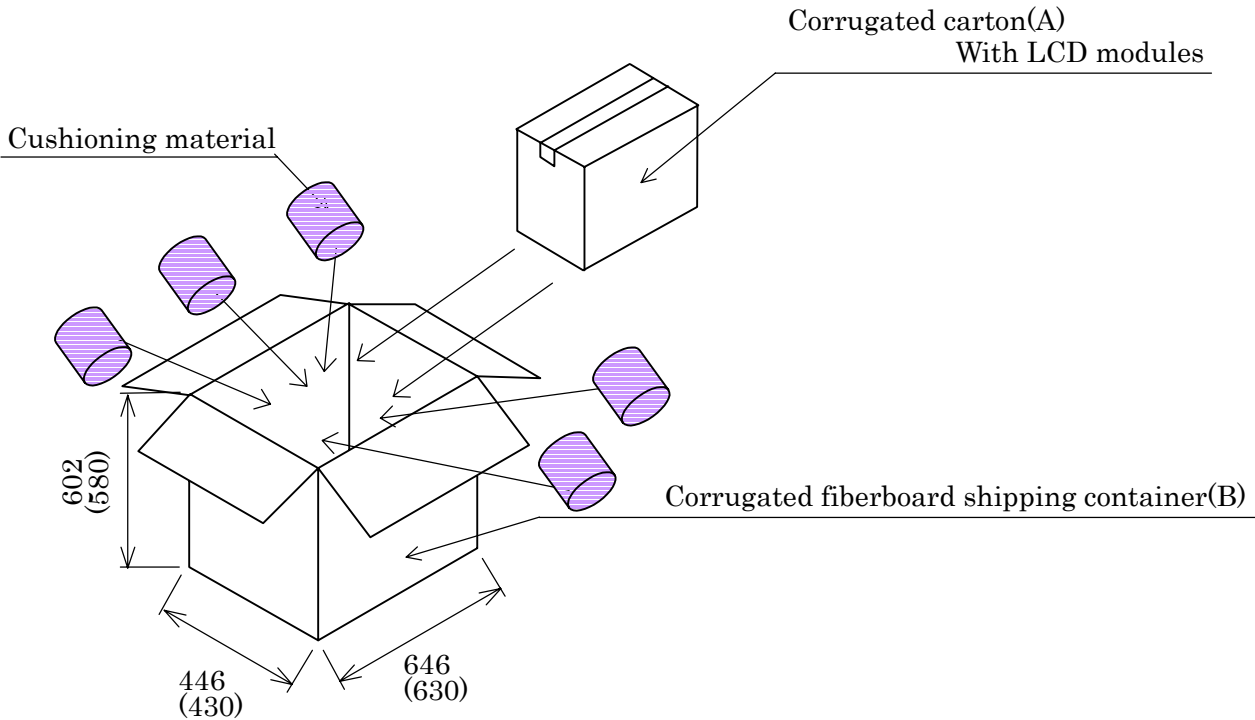 Corrugated carton(A)
With LCD modules
Cushioning material
602
(580)
Corrugated fiberboard shipping container(B)
446
(430)
646
(630)